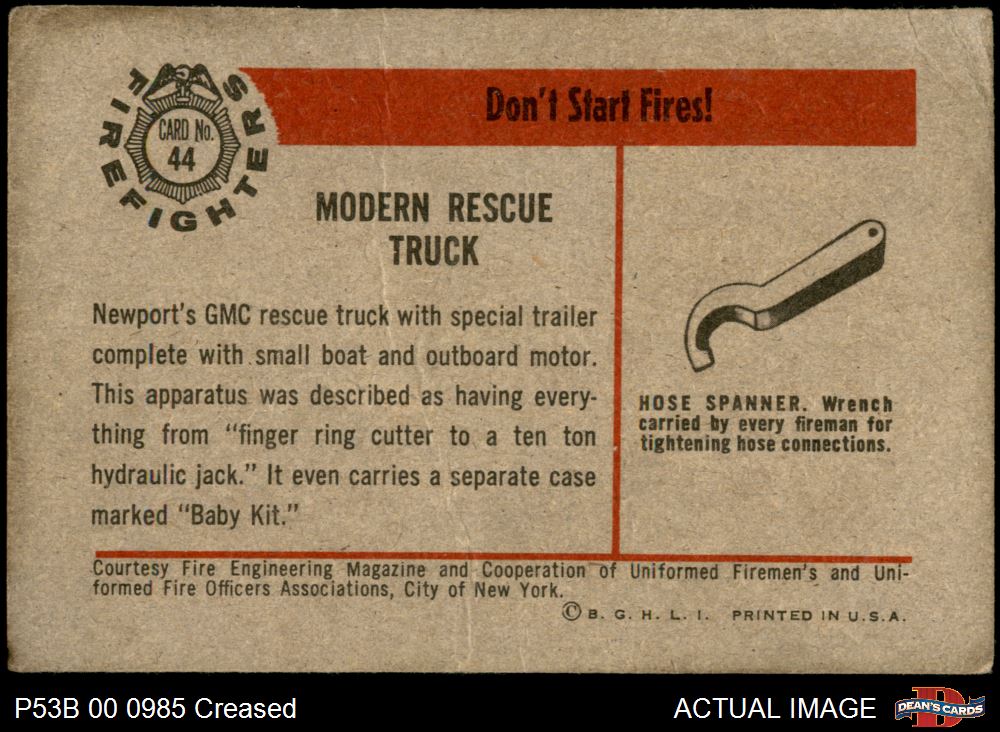 FIREFIGHTERS
CARD No.
44
Don't Start Fires!
MODERN RESCUE
TRUCK
Newport's GMC rescue truck with special trailer
complete with small boat and outboard motor.
This apparatus was described as having every-
thing from "finger ring cutter to a ten ton
hydraulic jack." It even carries a separate case
marked "Baby Kit."
HOSE SPANNER. Wrench
carried by every fireman for
tightening hose connections.
Courtesy Fire Engineering Magazine and Cooperation of Uniformed Firemen's and Uni-
formed Fire Officers Associations, City of New York.
© B. G. H. L. I. PRINTED IN U.S.A.
P53B 00 0985 Creased
ACTUAL IMAGE
D
DEAN'S CARDS